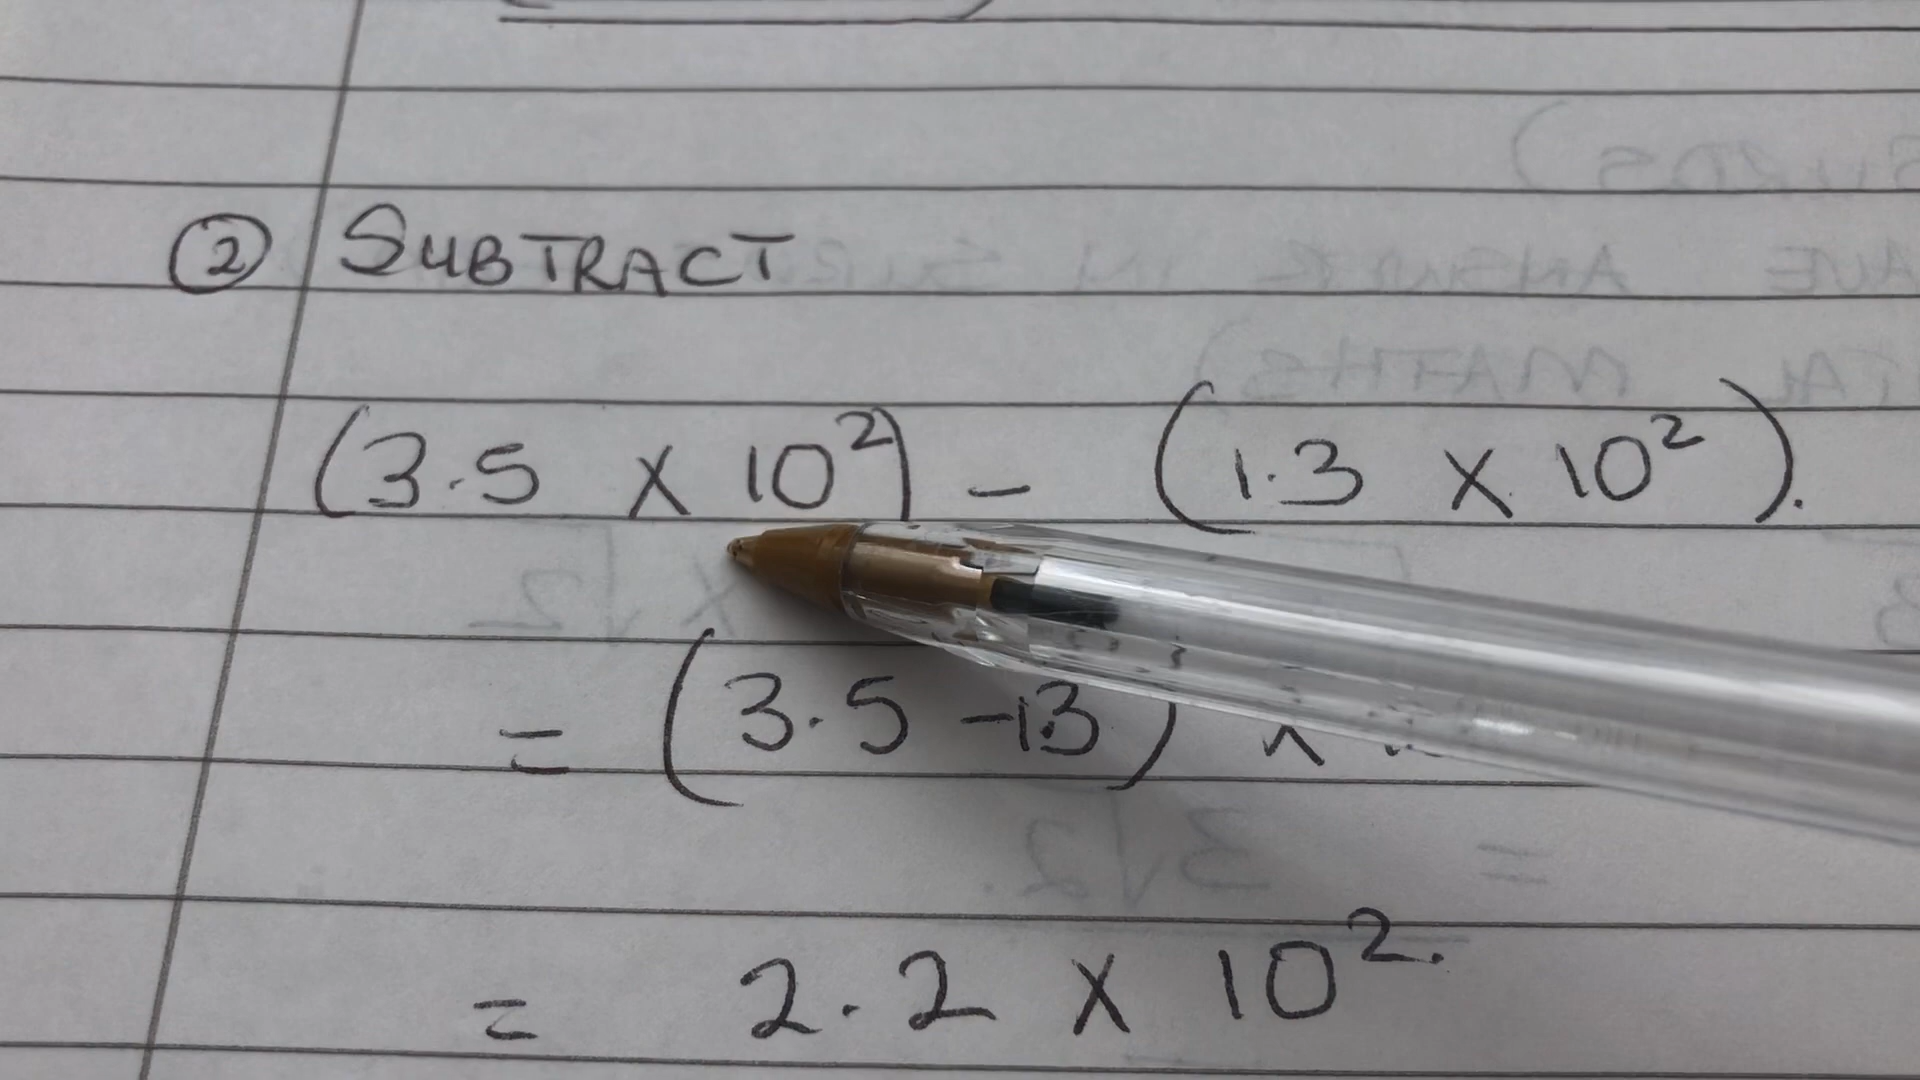 ② SUBTRACT
(3.5 × 10²) – (1.3 × 10²).
= (3.5 – 1.3) ×
= 2.2 × 10².